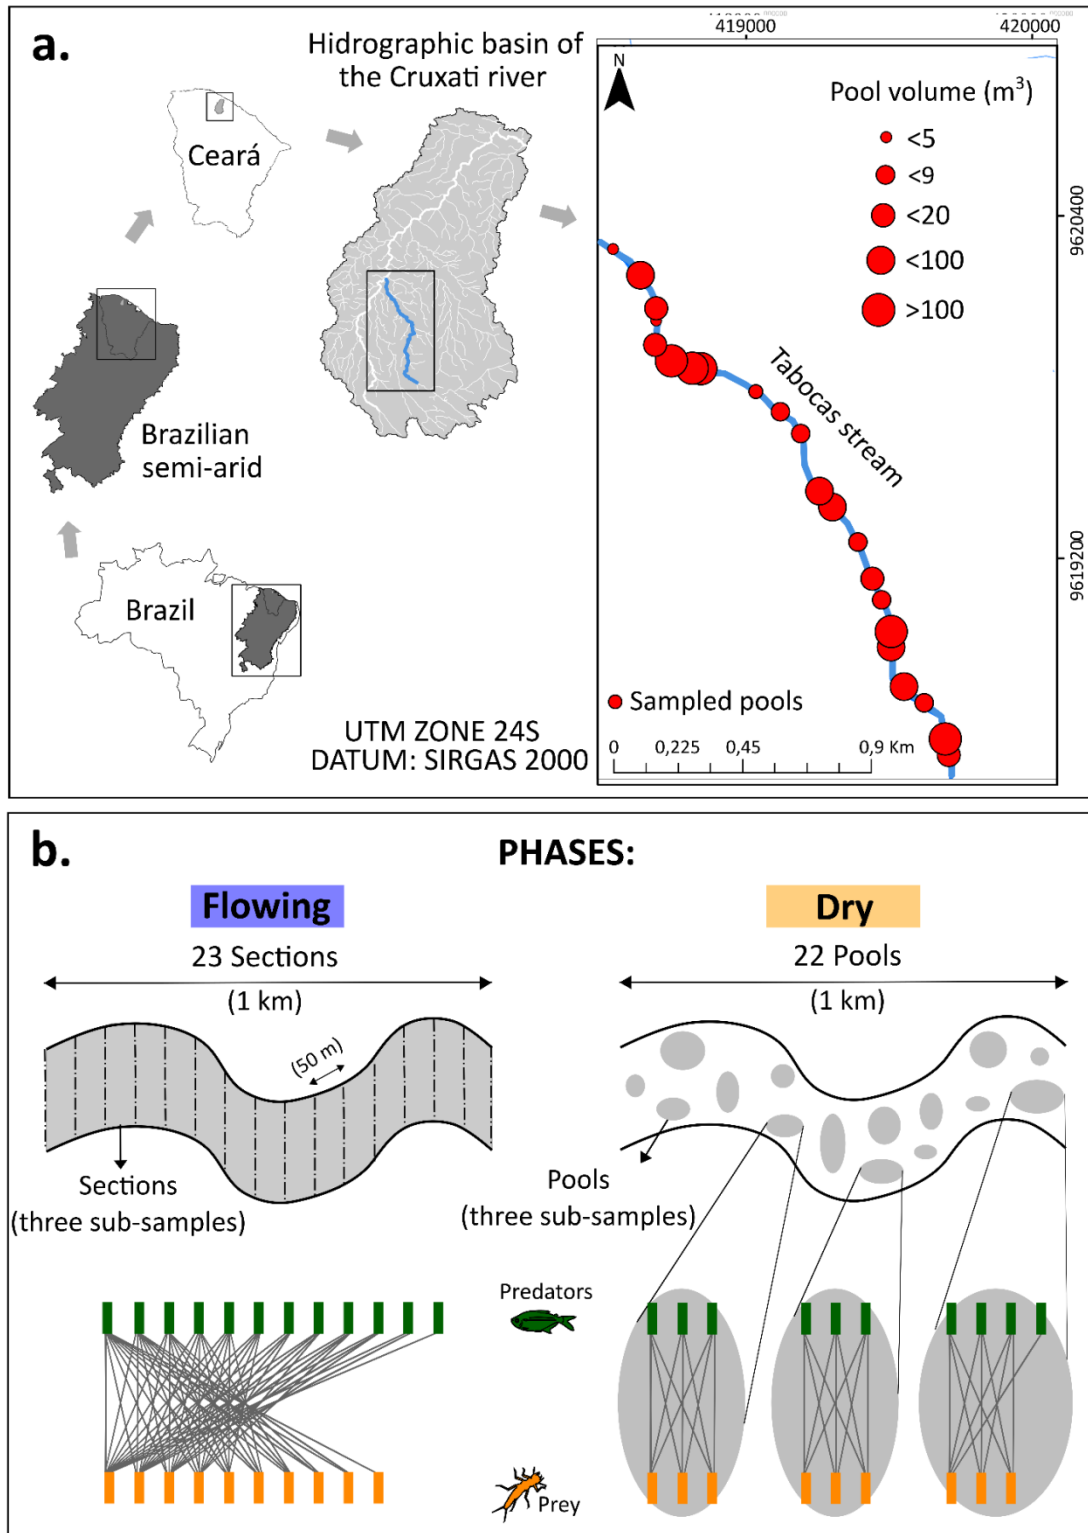 a.
Hidrographic basin of
the Cruxati river
Ceará
Brazilian
semi-arid
Brazil
UTM ZONE 24S
DATUM: SIRGAS 2000
419000
420000
N
Pool volume (m³)
<5
<9
<20
<100
>100
9620400
Tabocas stream
9619200
Sampled pools
0 0,225 0,45 0,9 Km
b.
PHASES:
Flowing
23 Sections
(1 km)
(50 m)
Sections
(three sub-samples)
Dry
22 Pools
(1 km)
Pools
(three sub-samples)
Predators
Prey